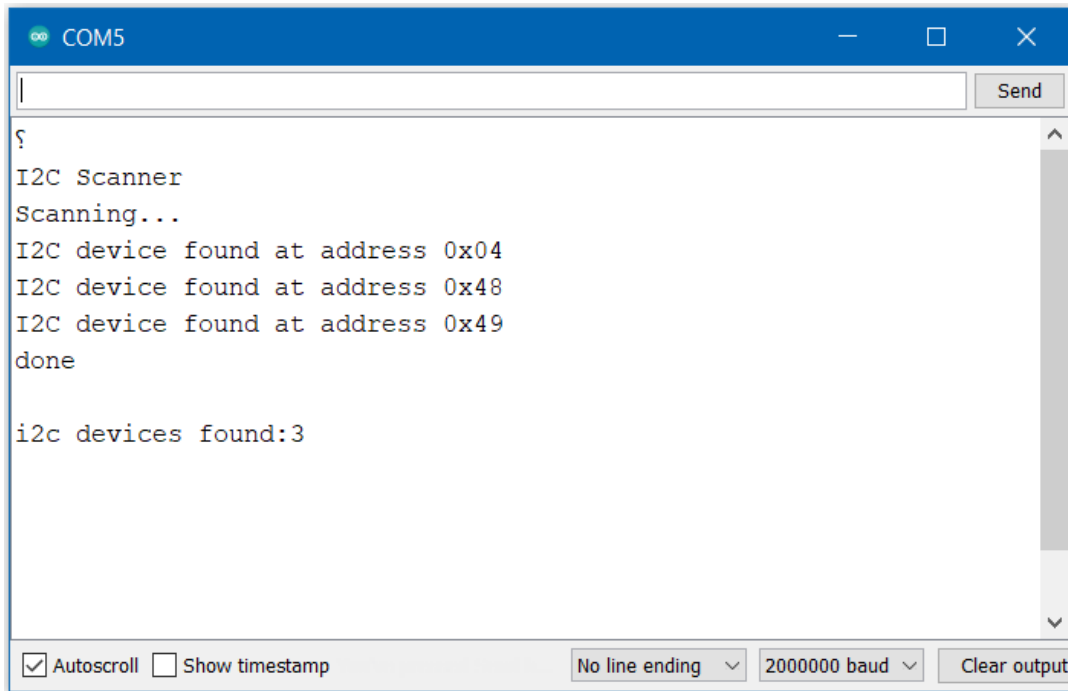 COM5
Send
⸮
I2C Scanner
Scanning...
I2C device found at address 0x04
I2C device found at address 0x48
I2C device found at address 0x49
done
i2c devices found:3
Autoscroll Show timestamp No line ending 2000000 baud Clear output